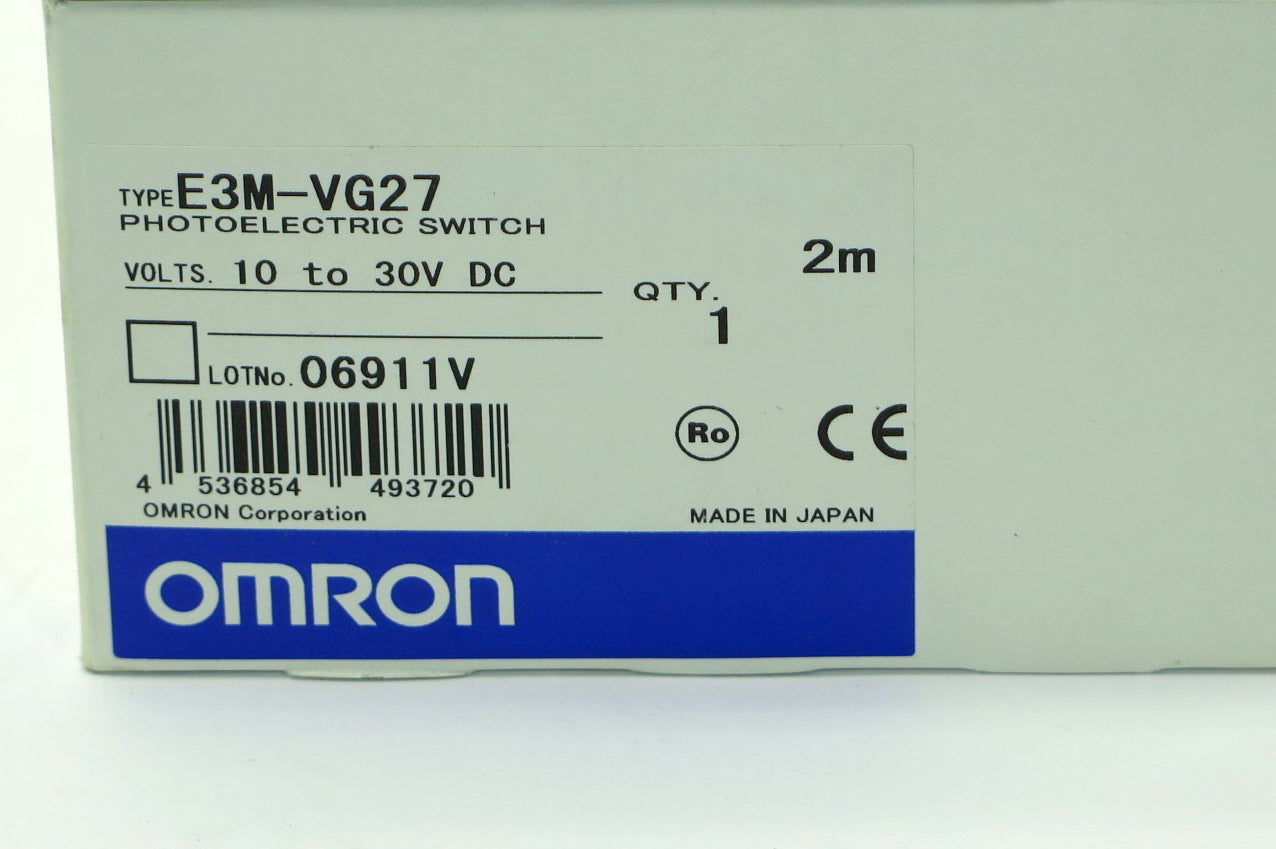 TYPE E3M-VG27
PHOTOELECTRIC SWITCH
2m
VOLTS. 10 to 30V DC
QTY.
1
LOTNo. 06911V
Ro CE
4 536854 493720
OMRON Corporation
MADE IN JAPAN
OMRON